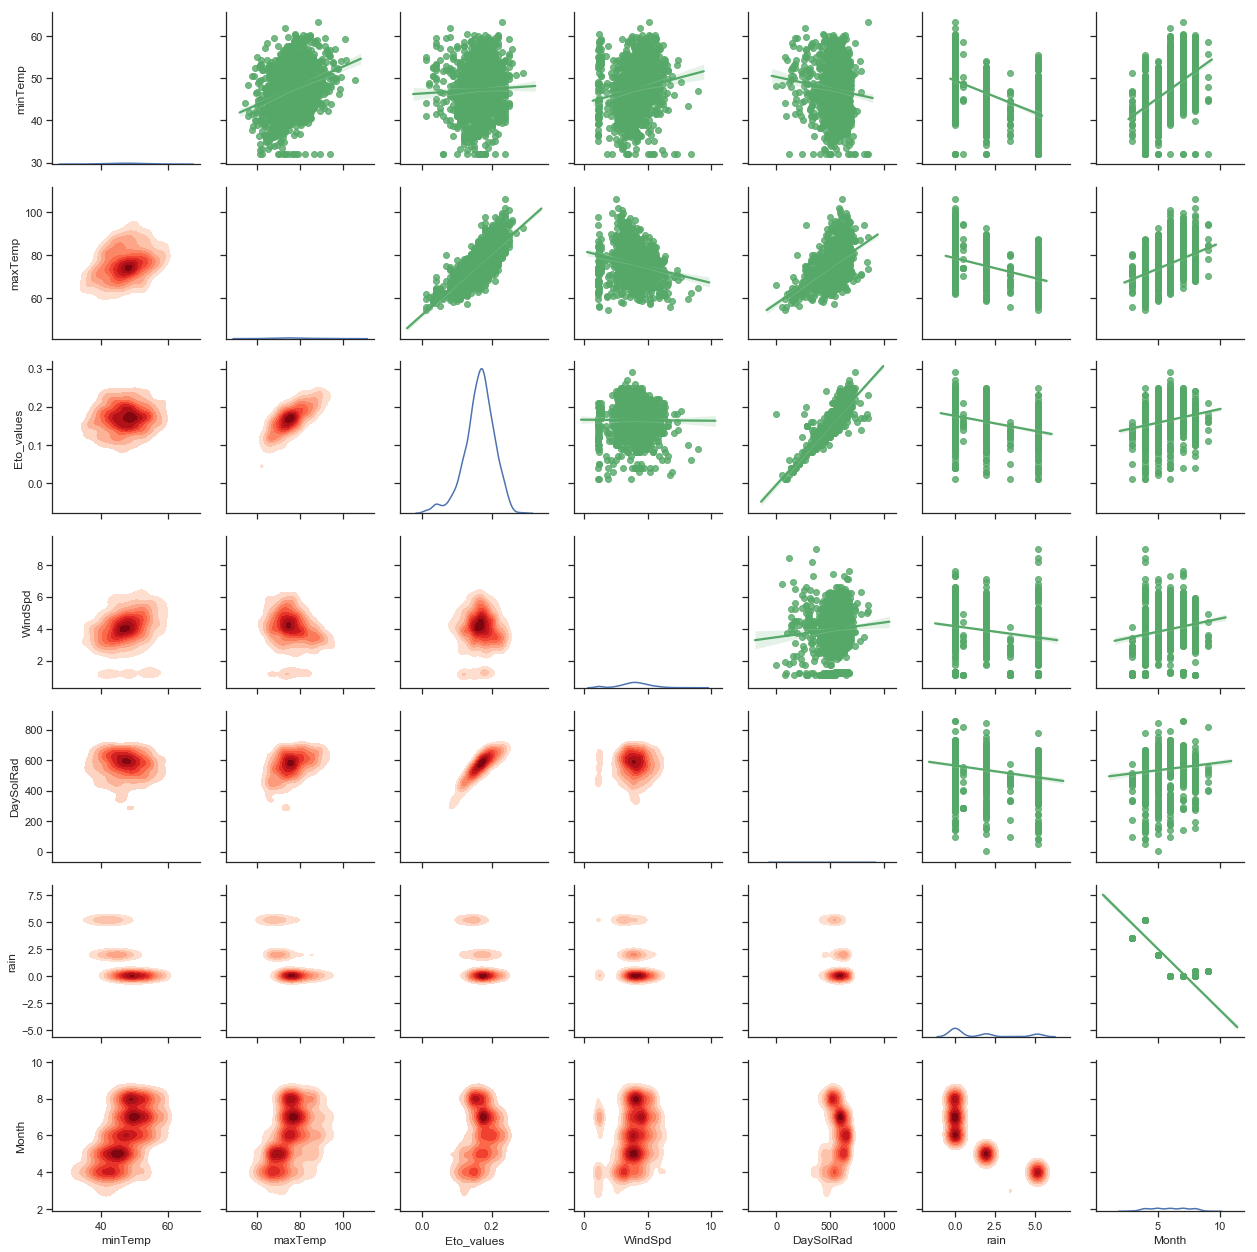 60
50
40
30
minTemp
100
80
60
maxTemp
0.3
0.2
0.1
0.0
Eto_values
8
6
4
2
WindSpd
800
600
400
200
0
DaySolRad
7.5
5.0
2.5
0.0
−2.5
−5.0
rain
10
8
6
4
2
Month
40 60
minTemp
60 80 100
maxTemp
0.0 0.2
Eto_values
0 5 10
WindSpd
0 500 1000
DaySolRad
0.0 2.5 5.0
rain
5 10
Month